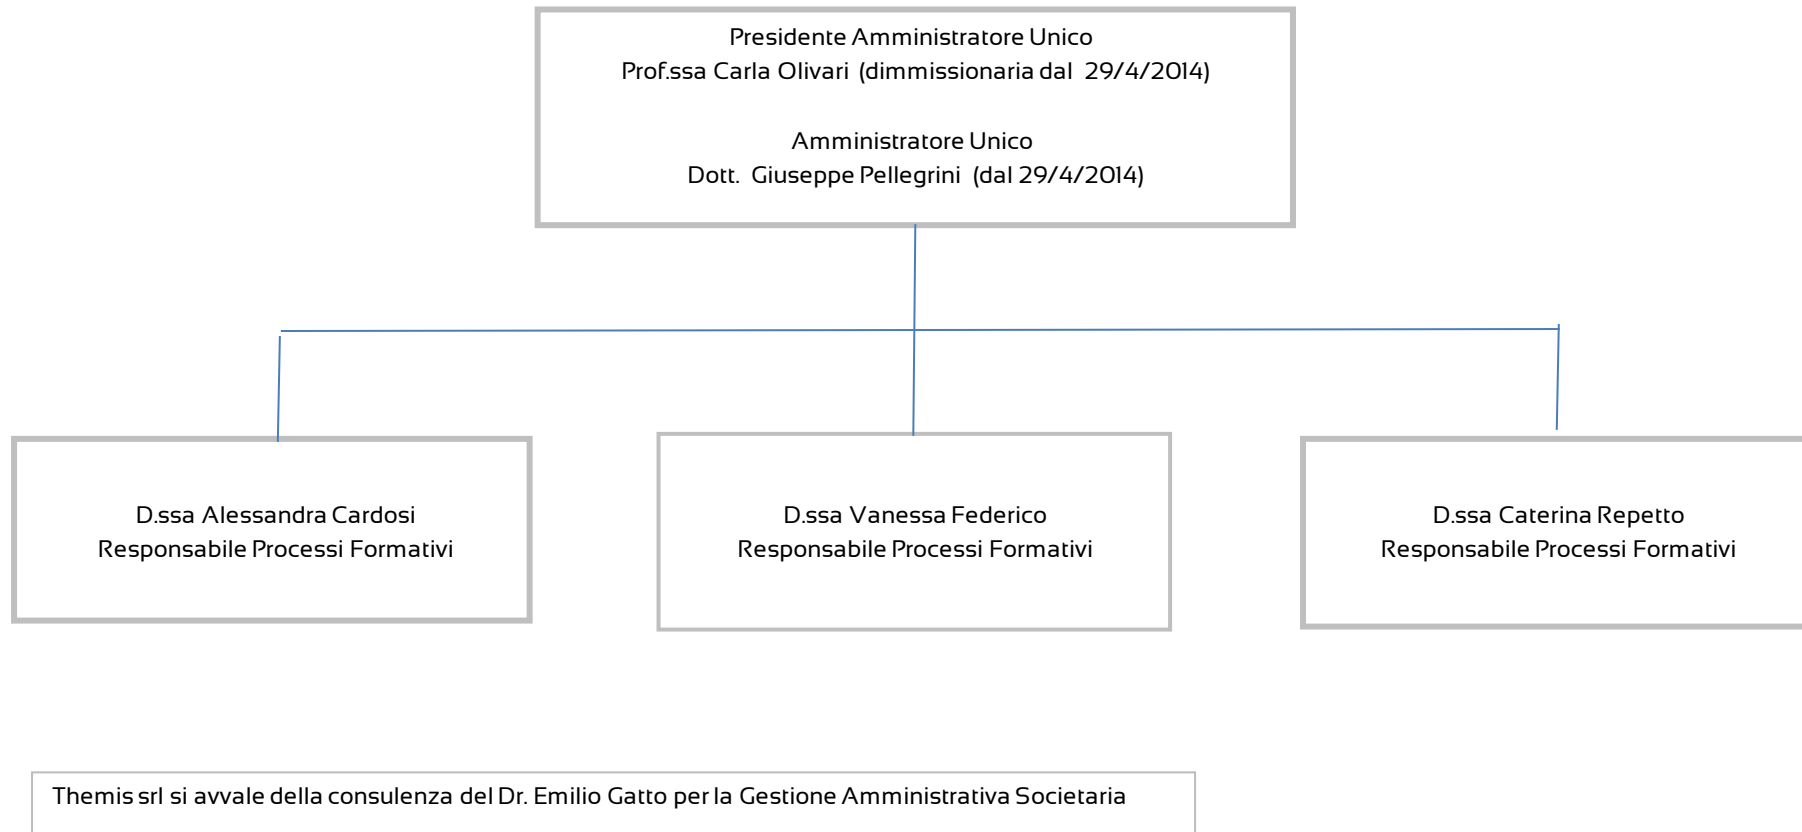 Presidente Amministratore Unico
Prof.ssa Carla Olivari (dimmissionaria dal 29/4/2014)
Amministratore Unico
Dott. Giuseppe Pellegrini (dal 29/4/2014)
D.ssa Alessandra Cardosi
Responsabile Processi Formativi
D.ssa Vanessa Federico
Responsabile Processi Formativi
D.ssa Caterina Repetto
Responsabile Processi Formativi
Themis srl si avvale della consulenza del Dr. Emilio Gatto per la Gestione Amministrativa Societaria